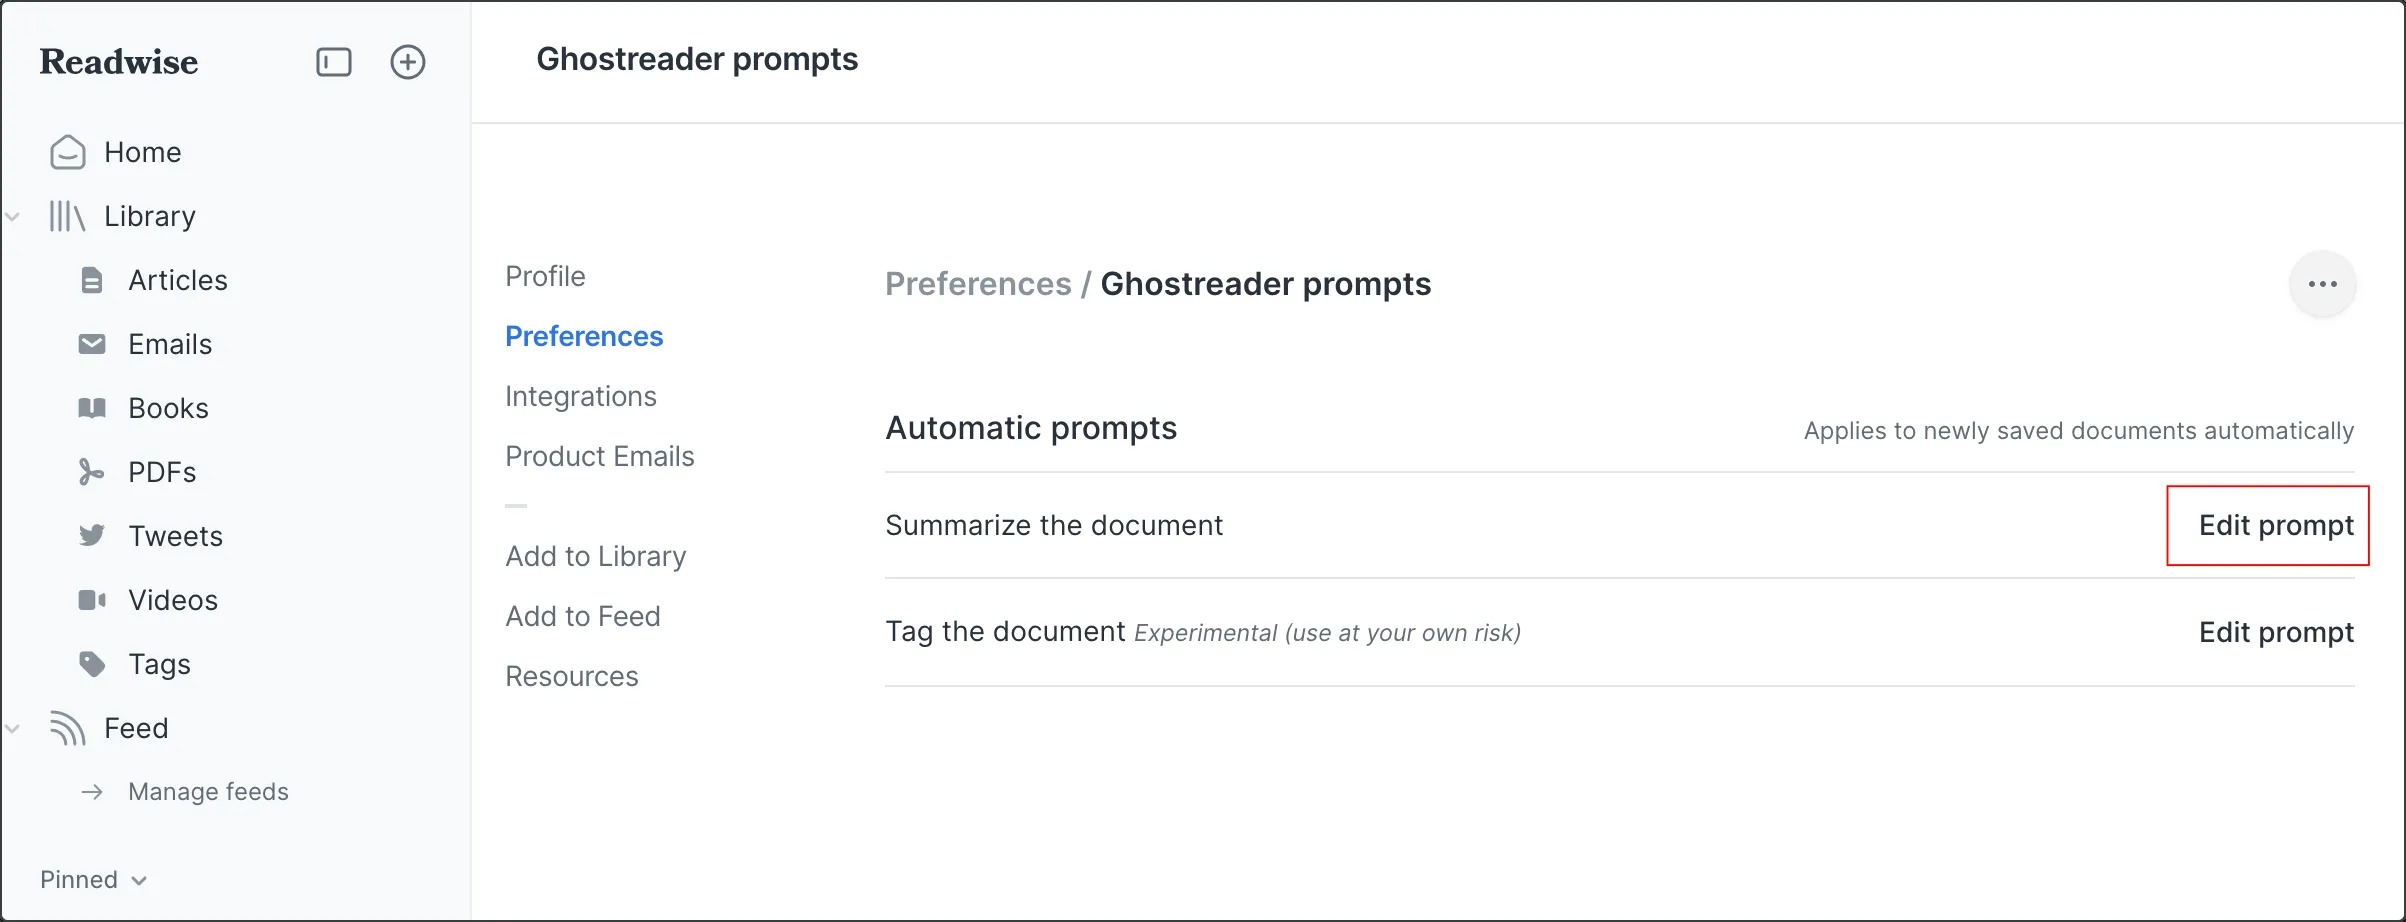 Readwise
Home
Library
Articles
Emails
Books
PDFs
Tweets
Videos
Tags
Feed
Manage feeds
Pinned
Ghostreader prompts
Profile
Preferences
Integrations
Product Emails
Add to Library
Add to Feed
Resources
Preferences / Ghostreader prompts
Automatic prompts Applies to newly saved documents automatically
Summarize the document Edit prompt
Tag the document Experimental (use at your own risk) Edit prompt